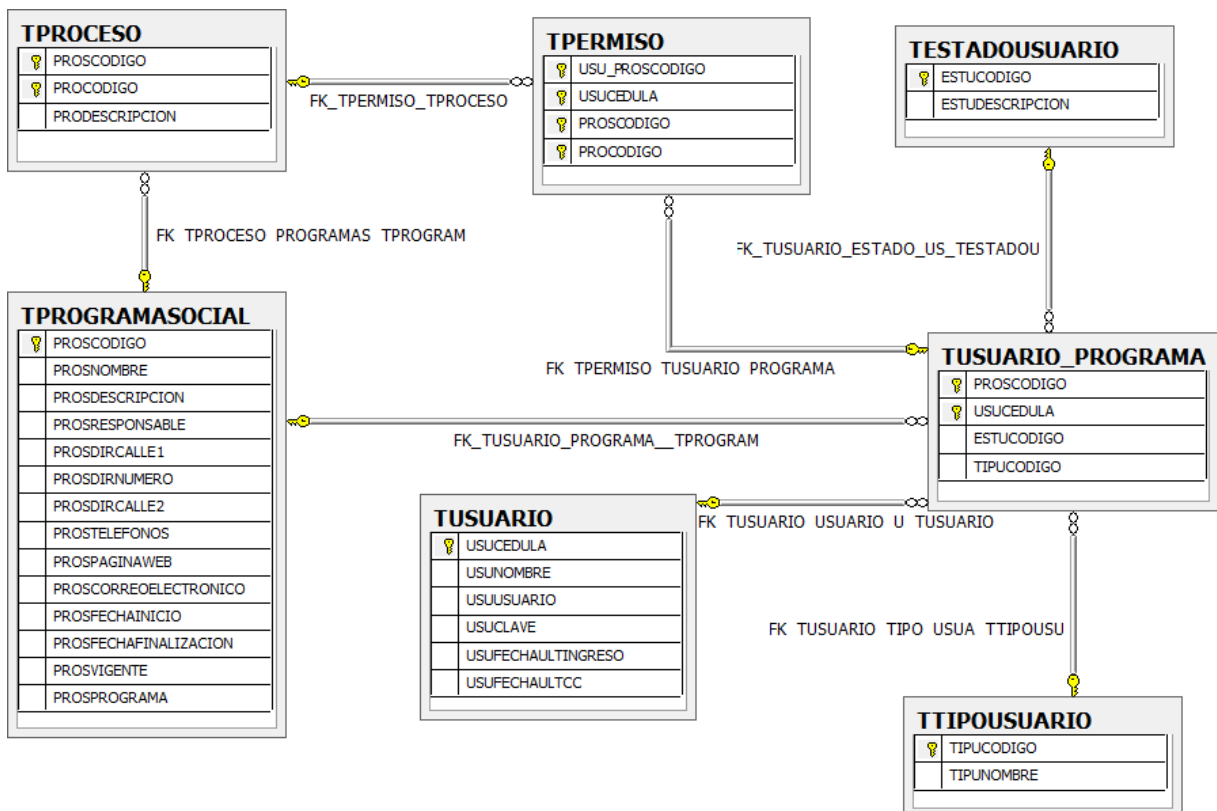 TPROCESO
PROSCODIGO
PROCODIGO
PRODESCRIPCION
FK_TPERMISO_TPROCESO
TPERMISO
USU_PROSCODIGO
USUCEDULA
PROSCODIGO
PROCODIGO
TESTADOUSUARIO
ESTUCODIGO
ESTUDESCRIPCION
FK TPROCESO PROGRAMAS TPROGRAM
FK_TUSUARIO_ESTADO_US_TESTADOU
TPROGRAMASOCIAL
PROSCODIGO
PROSNOMBRE
PROSDESCRIPCION
PROSRESPONSABLE
PROSDIRCALLE1
PROSDIRNUMERO
PROSDIRCALLE2
PROSTELEFONOS
PROSPAGINAWEB
PROSCORREOELECTRONICO
PROSFECHAINICIO
PROSFECHAFINALIZACION
PROSVIGENTE
PROSPROGRAMA
FK TPERMISO TUSUARIO PROGRAMA
FK_TUSUARIO_PROGRAMA__TPROGRAM
TUSUARIO_PROGRAMA
PROSCODIGO
USUCEDULA
ESTUCODIGO
TIPUCODIGO
TUSUARIO
USUCEDULA
USUNOMBRE
USUUSUARIO
USUCLAVE
USUFECHAULTINGRESO
USUFECHAULTCC
FK TUSUARIO USUARIO U TUSUARIO
FK TUSUARIO TIPO USUA TTIPOUSU
TTIPOUSUARIO
TIPUCODIGO
TIPUNOMBRE